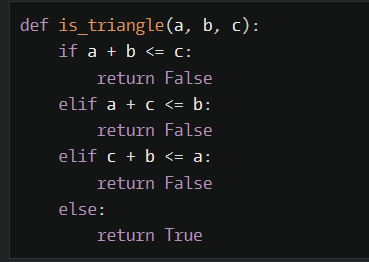 def is_triangle(a, b, c):
    if a + b <= c:
        return False
    elif a + c <= b:
        return False
    elif c + b <= a:
        return False
    else:
        return True